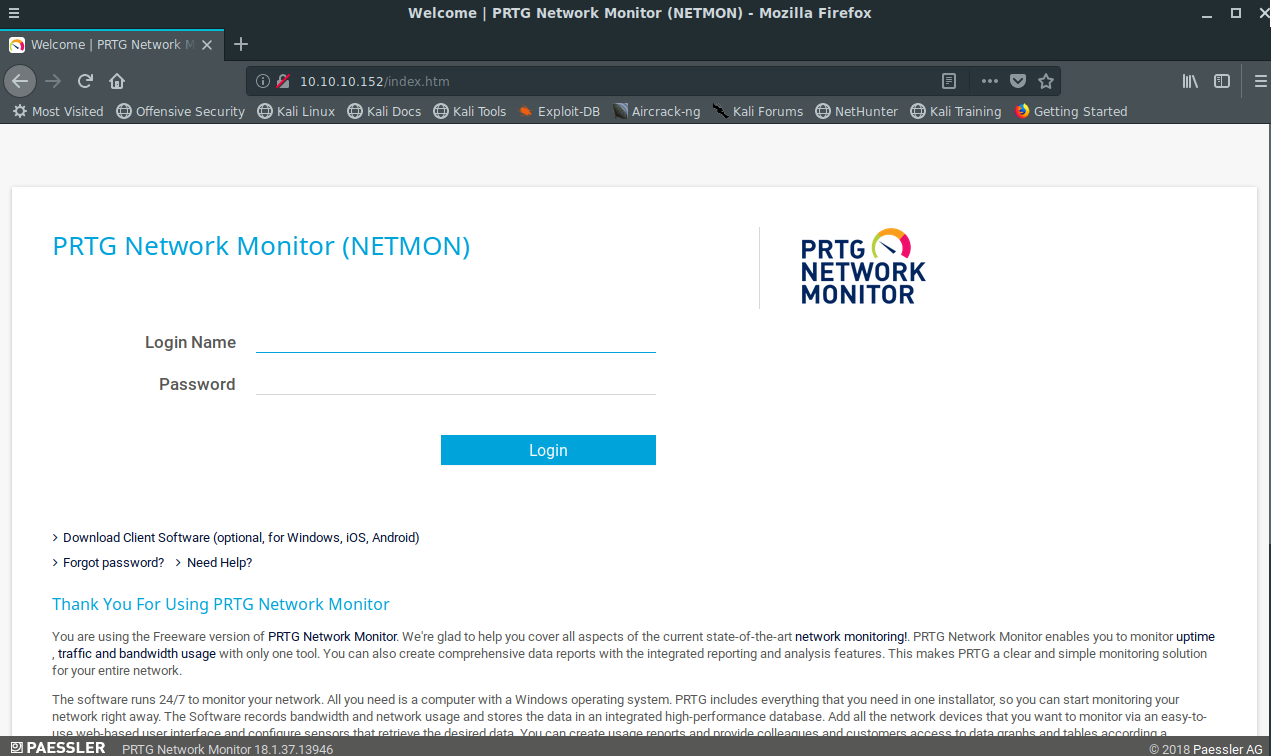 Welcome | PRTG Network Monitor (NETMON) - Mozilla Firefox
Welcome | PRTG Network M
10.10.10.152/index.htm
Most Visited Offensive Security Kali Linux Kali Docs Kali Tools Exploit-DB Aircrack-ng Kali Forums NetHunter Kali Training Getting Started
PRTG Network Monitor (NETMON)
PRTG
NETWORK
MONITOR
Login Name
Password
Login
Download Client Software (optional, for Windows, iOS, Android)
Forgot password? Need Help?
Thank You For Using PRTG Network Monitor
You are using the Freeware version of PRTG Network Monitor. We're glad to help you cover all aspects of the current state-of-the-art network monitoring!. PRTG Network Monitor enables you to monitor uptime
, traffic and bandwidth usage with only one tool. You can also create comprehensive data reports with the integrated reporting and analysis features. This makes PRTG a clear and simple monitoring solution
for your entire network.
The software runs 24/7 to monitor your network. All you need is a computer with a Windows operating system. PRTG includes everything that you need in one installator, so you can start monitoring your
network right away. The Software records bandwidth and network usage and stores the data in an integrated high-performance database. Add all the network devices that you want to monitor via an easy-to-
use web-based user interface and configure sensors that retrieve the desired data. You can create usage reports and provide colleagues and customers access to data graphs and tables according a
PAESSLER PRTG Network Monitor 18.1.37.13946 © 2018 Paessler AG